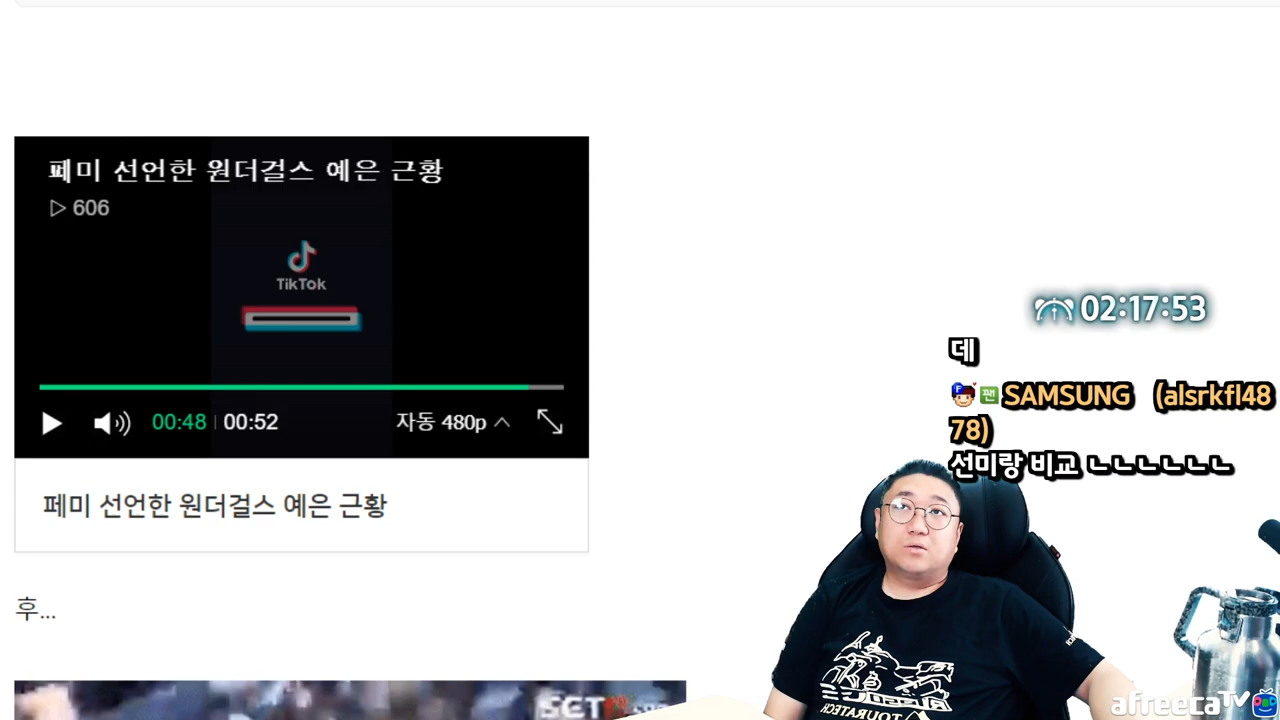 페미 선언한 원더걸스 예은 근황
606
TikTok
00:48 00:52
자동 480p
페미 선언한 원더걸스 예은 근황
후...
02:17:53
데
팬 SAMSUNG (alsrkfl48
78)
선미랑 비교 ㄴㄴㄴㄴㄴㄴ
TOURATECH
afreecaTV